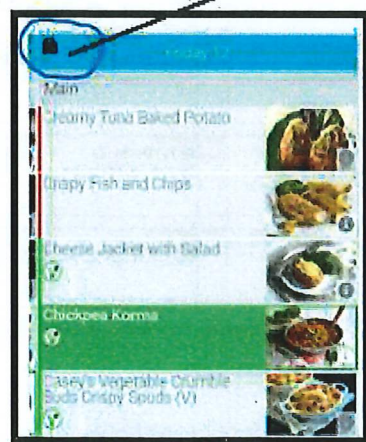 Friday 17
Main
Creamy Tuna Baked Potato
Crispy Fish and Chips
Cheese Jacket with Salad
Chickpea Korma
Casey's Vegetable Crumble
Buds Crispy Spuds (V)